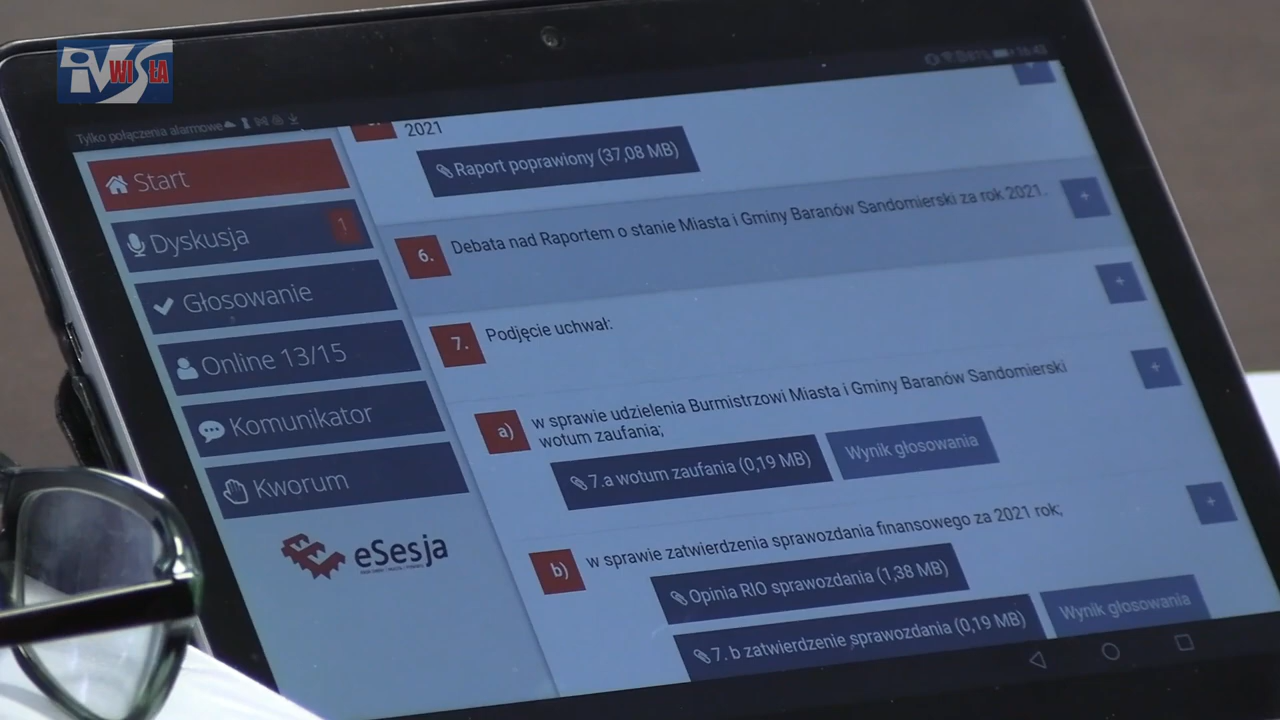 iVS WISŁA
Tylko połączenia alarmowe
Start
Dyskusja 1
Głosowanie
Online 13/15
Komunikator
Kworum
eSesja
2021
Raport poprawiony (37,08 MB)
6. Debata nad Raportem o stanie Miasta i Gminy Baranów Sandomierski za rok 2021. +
7. Podjęcie uchwał: +
a) w sprawie udzielenia Burmistrzowi Miasta i Gminy Baranów Sandomierski +
wotum zaufania;
7.a wotum zaufania (0,19 MB) Wynik głosowania
b) w sprawie zatwierdzenia sprawozdania finansowego za 2021 rok; +
Opinia RIO sprawozdania (1,38 MB)
7. b zatwierdzenie sprawozdania (0,19 MB) Wynik głosowania